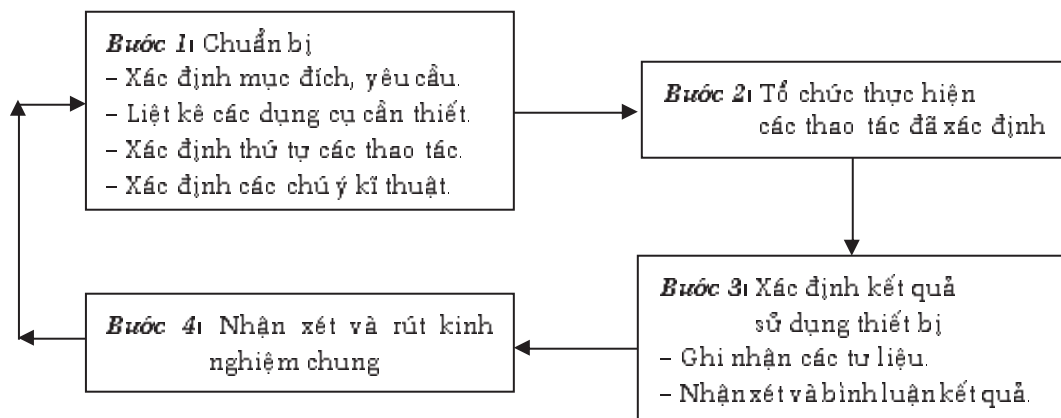 Bước 1: Chuẩn bị
– Xác định mục đích, yêu cầu.
– Liệt kê các dụng cụ cần thiết.
– Xác định thứ tự các thao tác.
– Xác định các chú ý kĩ thuật.
Bước 2: Tổ chức thực hiện
các thao tác đã xác định
Bước 3: Xác định kết quả
sử dụng thiết bị
– Ghi nhận các tư liệu.
– Nhận xét và bình luận kết quả.
Bước 4: Nhận xét và rút kinh
nghiệm chung